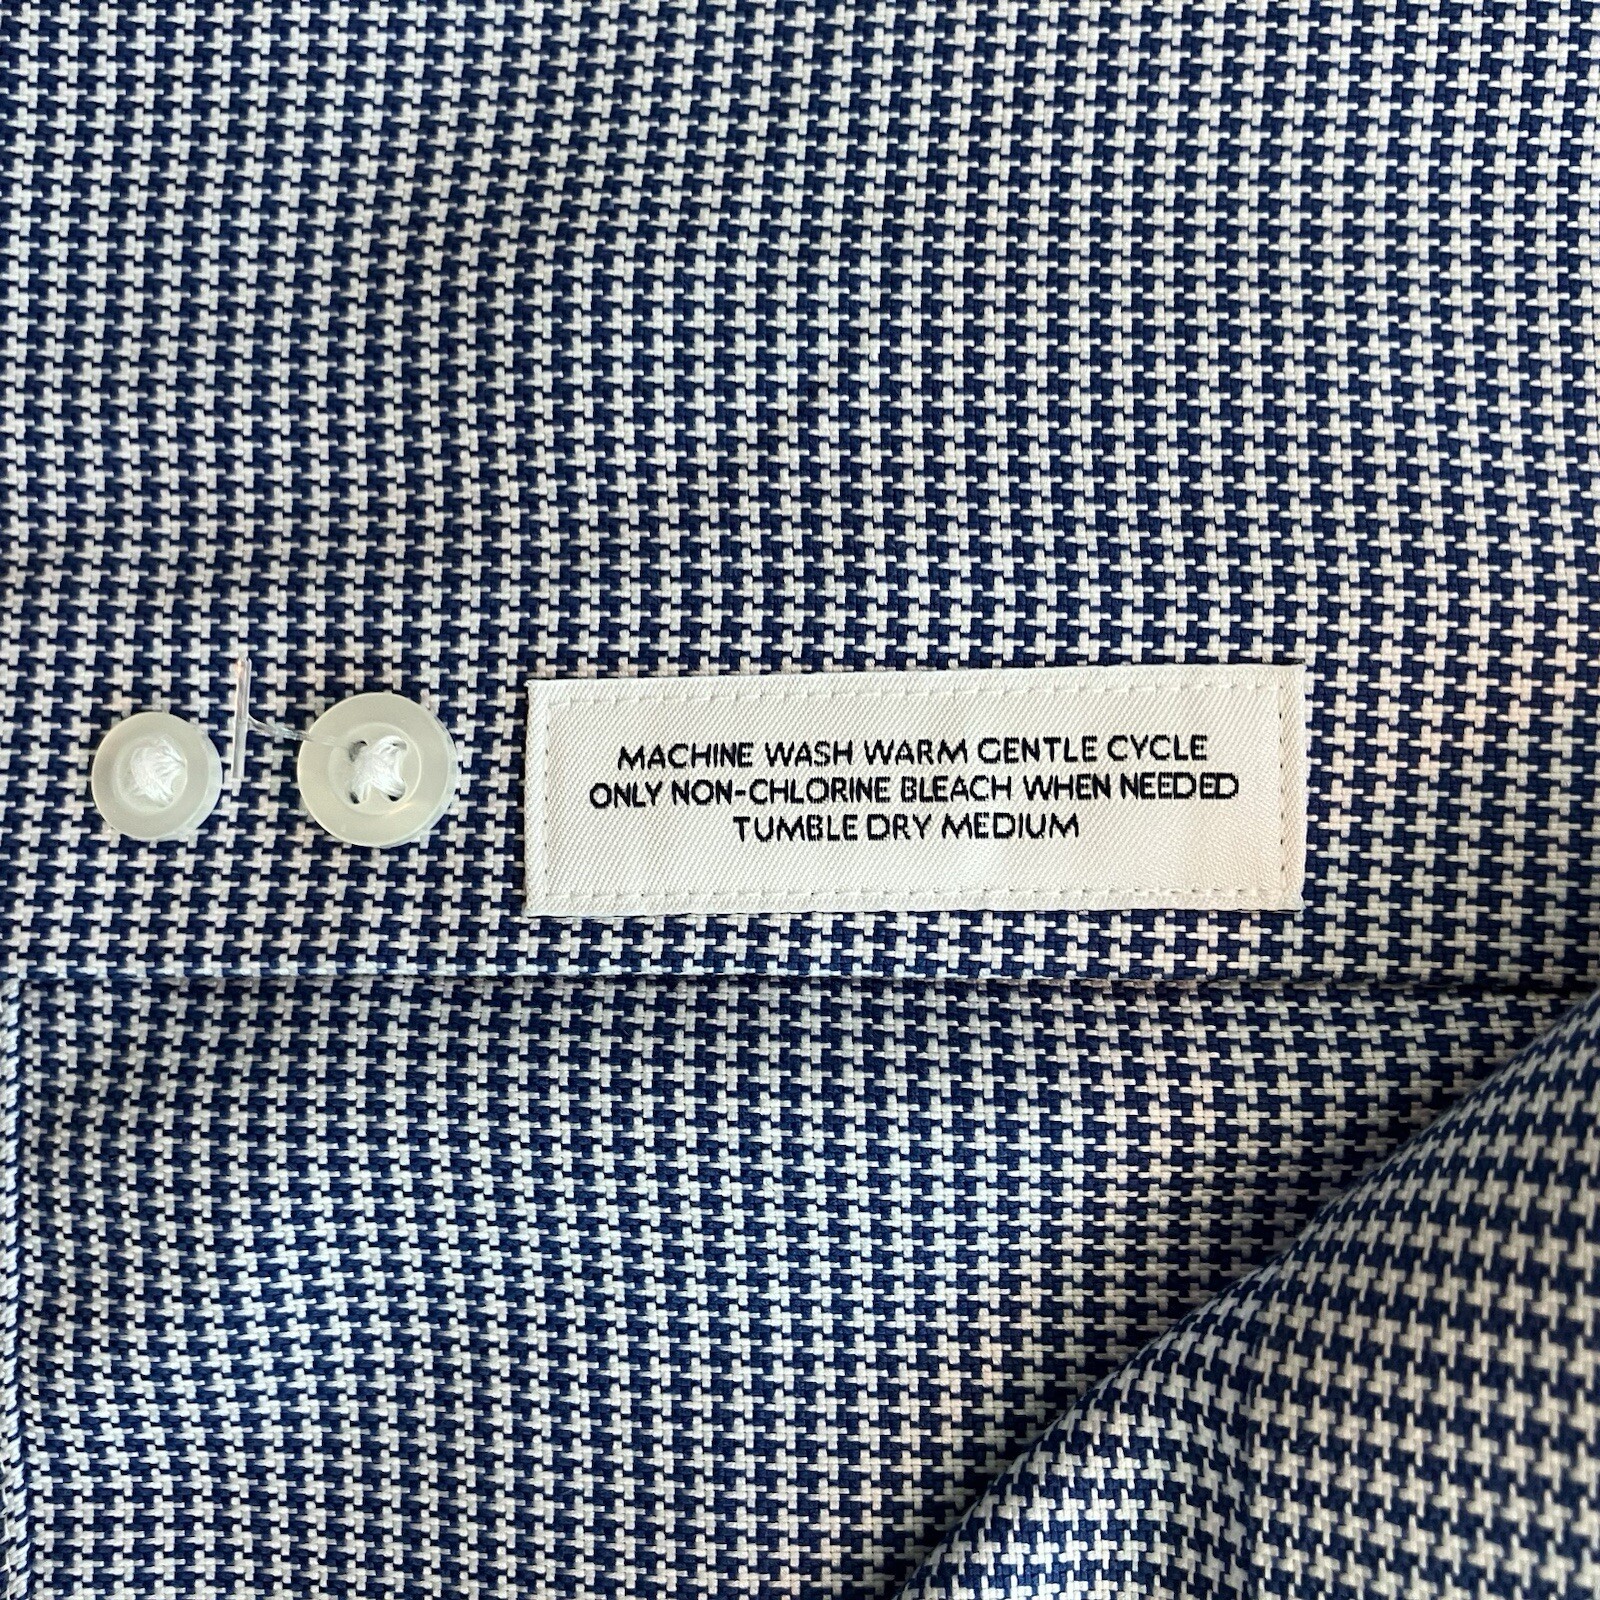 MACHINE WASH WARM GENTLE CYCLE
ONLY NON-CHLORINE BLEACH WHEN NEEDED
TUMBLE DRY MEDIUM